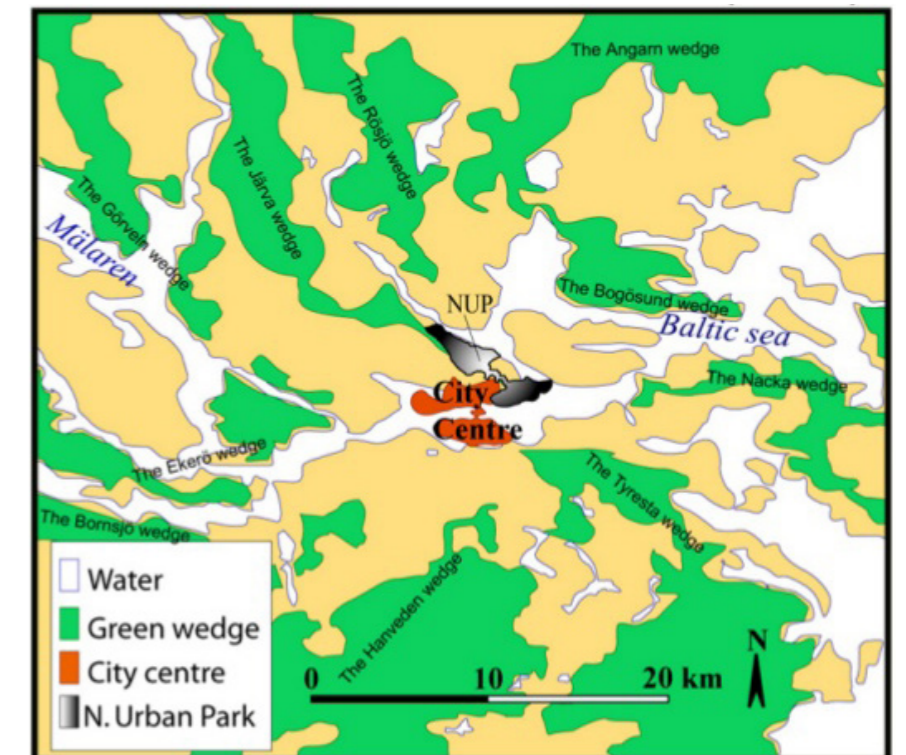 The Angarn wedge
The Rösjö wedge
The Järva wedge
The Görveln wedge
Mälaren
NUP
The Bogösund wedge
Baltic sea
The Nacka wedge
City
Centre
The Ekerö wedge
The Tyresta wedge
The Bornsjö wedge
The Hanveden wedge
Water
Green wedge
City centre
N. Urban Park
0 10 20 km
N